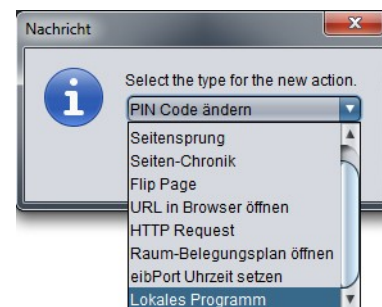 Nachricht
Select the type for the new action.
PIN Code ändern
Seitensprung
Seiten-Chronik
Flip Page
URL in Browser öffnen
HTTP Request
Raum-Belegungsplan öffnen
eibPort Uhrzeit setzen
Lokales Programm